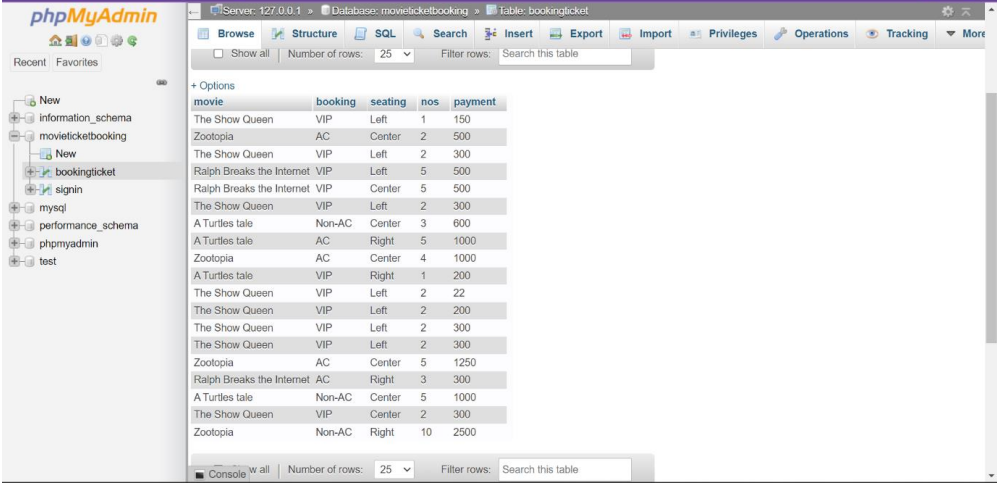 phpMyAdmin
Recent Favorites
New
information_schema
movieticketbooking
New
bookingticket
signin
mysql
performance_schema
phpmyadmin
test
Server: 127.0.0.1 » Database: movieticketbooking » Table: bookingticket
Browse Structure SQL Search Insert Export Import Privileges Operations Tracking More
Show all Number of rows: 25 Filter rows: Search this table
+ Options
movie booking seating nos payment
The Show Queen VIP Left 1 150
Zootopia AC Center 2 500
The Show Queen VIP Left 2 300
Ralph Breaks the Internet VIP Left 5 500
Ralph Breaks the Internet VIP Center 5 500
The Show Queen VIP Left 2 300
A Turtles tale Non-AC Center 3 600
A Turtles tale AC Right 5 1000
Zootopia AC Center 4 1000
A Turtles tale VIP Right 1 200
The Show Queen VIP Left 2 22
The Show Queen VIP Left 2 200
The Show Queen VIP Left 2 300
The Show Queen VIP Left 2 300
Zootopia AC Center 5 1250
Ralph Breaks the Internet AC Right 3 300
A Turtles tale Non-AC Center 5 1000
The Show Queen VIP Center 2 300
Zootopia Non-AC Right 10 2500
Console w all Number of rows: 25 Filter rows: Search this table